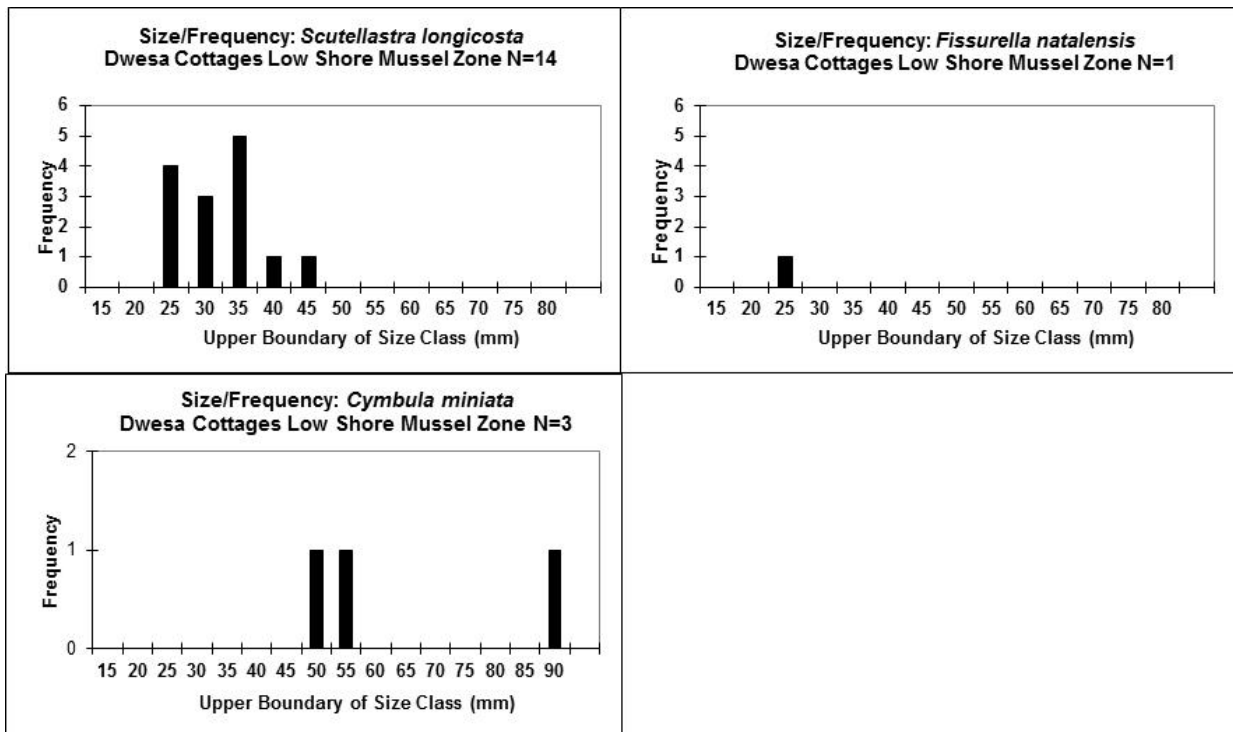 Size/Frequency: Scutellastra longicosta
Dwesa Cottages Low Shore Mussel Zone N=14
6
5
4
3
2
1
0
Frequency
15 20 25 30 35 40 45 50 55 60 65 70 75 80
Upper Boundary of Size Class (mm)
Size/Frequency: Fissurella natalensis
Dwesa Cottages Low Shore Mussel Zone N=1
6
5
4
3
2
1
0
Frequency
15 20 25 30 35 40 45 50 55 60 65 70 75 80
Upper Boundary of Size Class (mm)
Size/Frequency: Cymbula miniata
Dwesa Cottages Low Shore Mussel Zone N=3
2
1
0
Frequency
15 20 25 30 35 40 45 50 55 60 65 70 75 80 85 90
Upper Boundary of Size Class (mm)